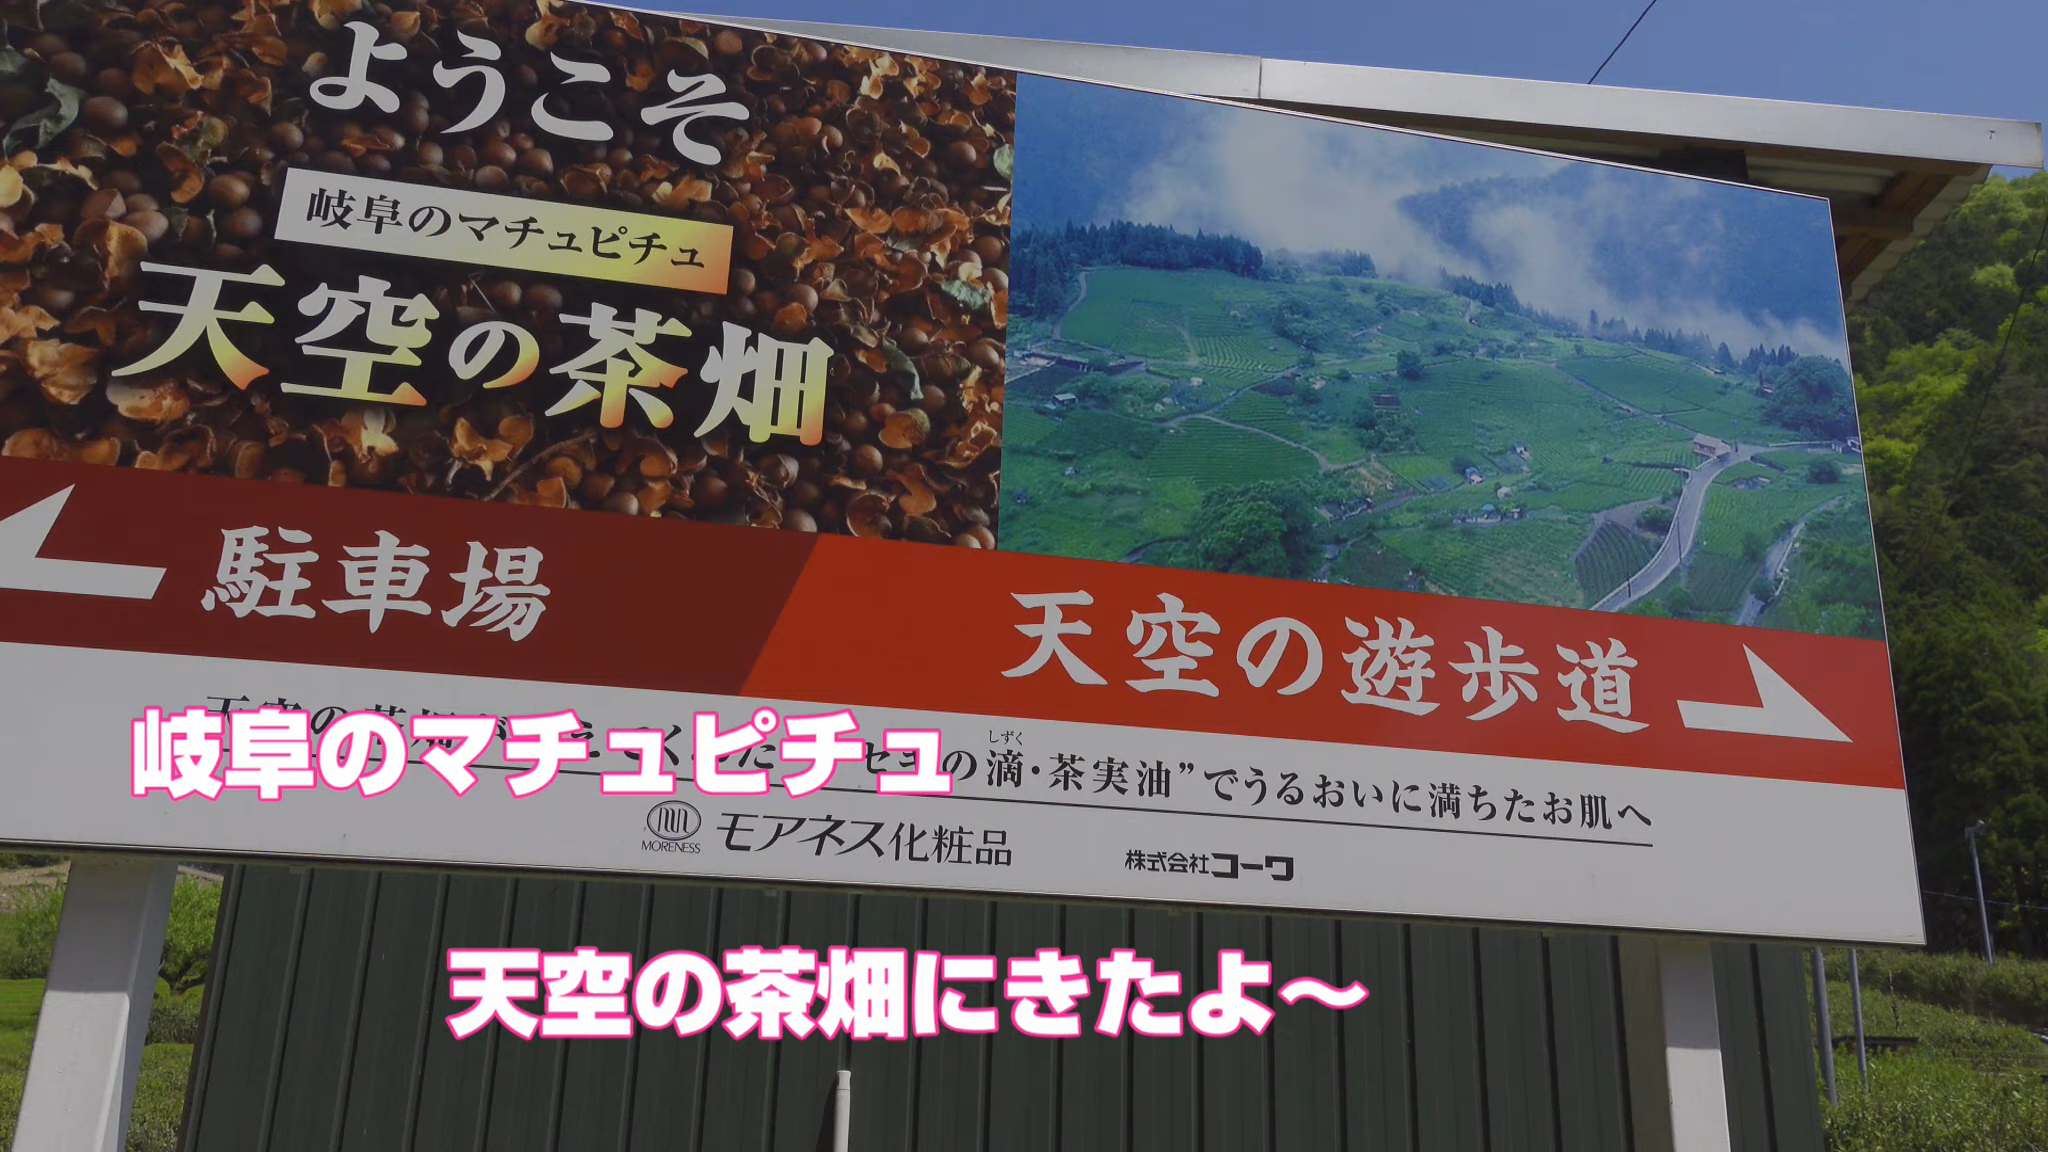 ようこそ
岐阜のマチュピチュ
天空の茶畑
駐車場
天空の遊歩道
しずく
の滴・茶実油”でうるおいに満ちたお肌へ
岐阜のマチュピチュ
MORENESS モアネス化粧品 株式会社コーワ
天空の茶畑にきたよ～